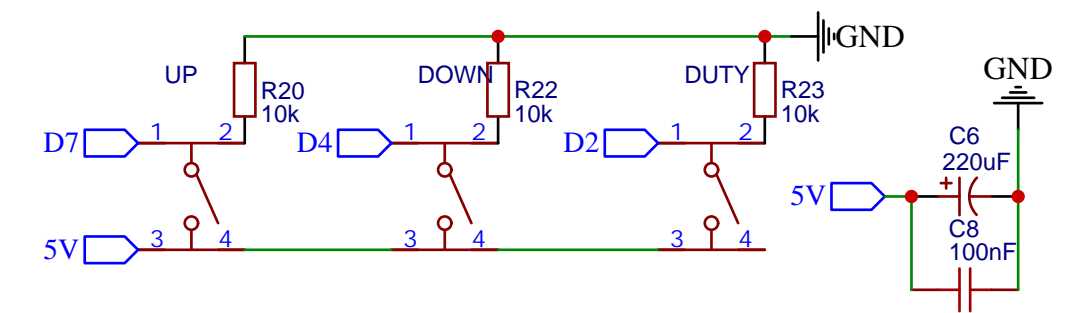 GND
UP
DOWN
DUTY
GND
R20
10k
R22
10k
R23
10k
D7
1
2
D4
1
2
D2
1
2
C6
220uF
5V
+
5V
3
4
3
4
3
4
C8
100nF